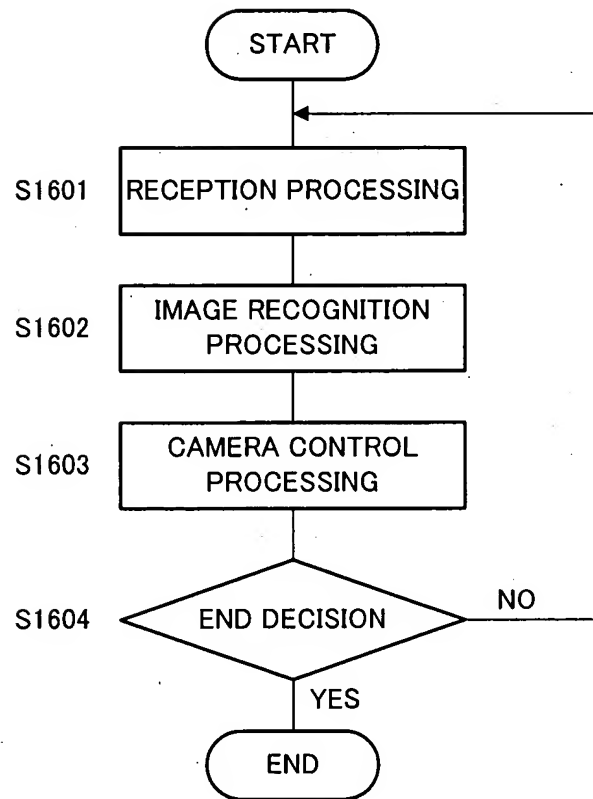 START
S1601
RECEPTION PROCESSING
S1602
IMAGE RECOGNITION
PROCESSING
S1603
CAMERA CONTROL
PROCESSING
S1604
END DECISION
NO
YES
END